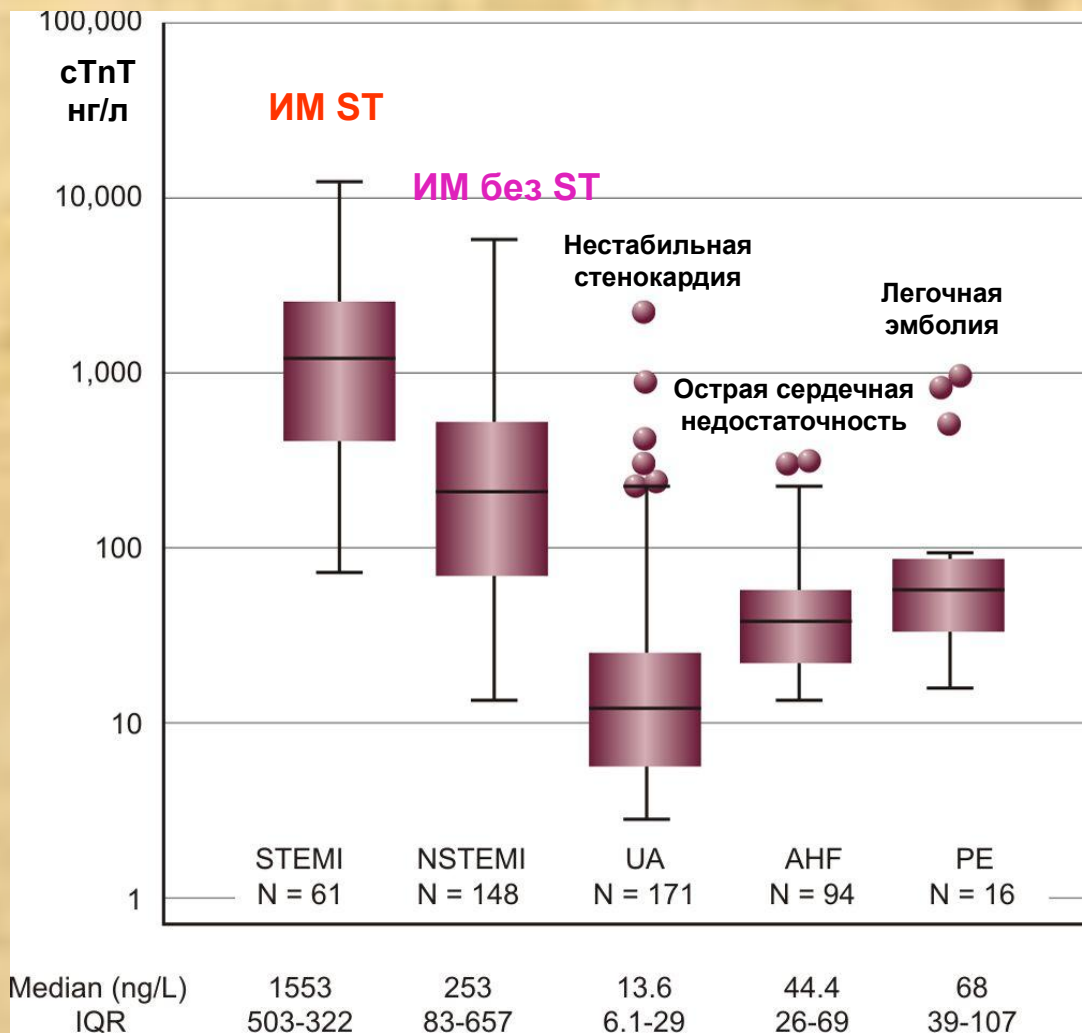 100,000
cTnT
нг/л
ИМ ST
10,000
ИМ без ST
Нестабильная
стенокардия
Легочная
эмболия
1,000
Острая сердечная
недостаточность
100
10
STEMI NSTEMI UA AHF PE
1 N = 61 N = 148 N = 171 N = 94 N = 16
Median (ng/L) 1553 253 13.6 44.4 68
IQR 503-322 83-657 6.1-29 26-69 39-107